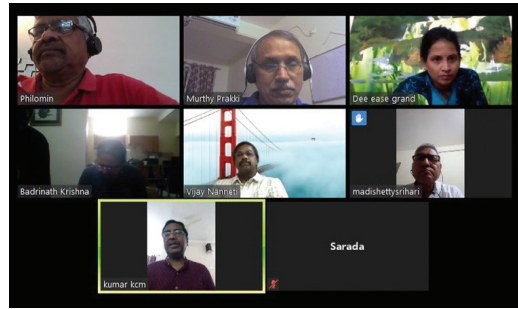 Philomin
Murthy Prakki
Dee ease grand
Badrinath Krishna
Vijay Nanneti
madishettysrihari
kumar kcm
Sarada